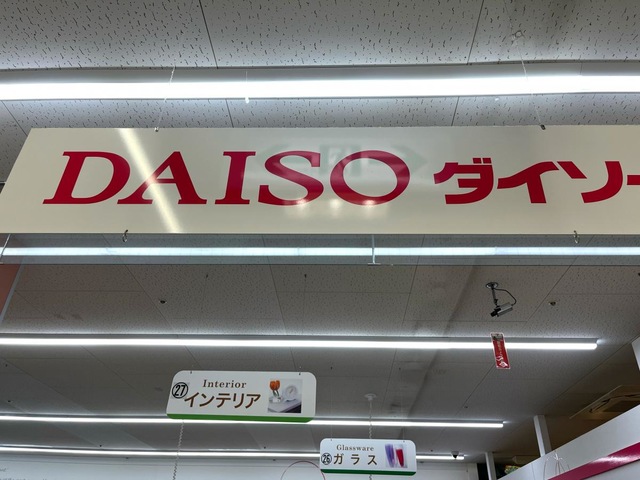 DAISO ダイソー
Interior
㉗ インテリア
Glassware
㉖ ガラス